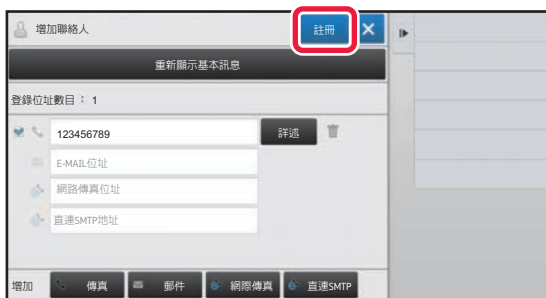 增加聯絡人 註冊
重新顯示基本訊息
登錄位址數目：1
123456789 詳述
E-MAIL位址
網路傳真位址
直連SMTP地址
增加 傳真 郵件 網際傳真 直連SMTP